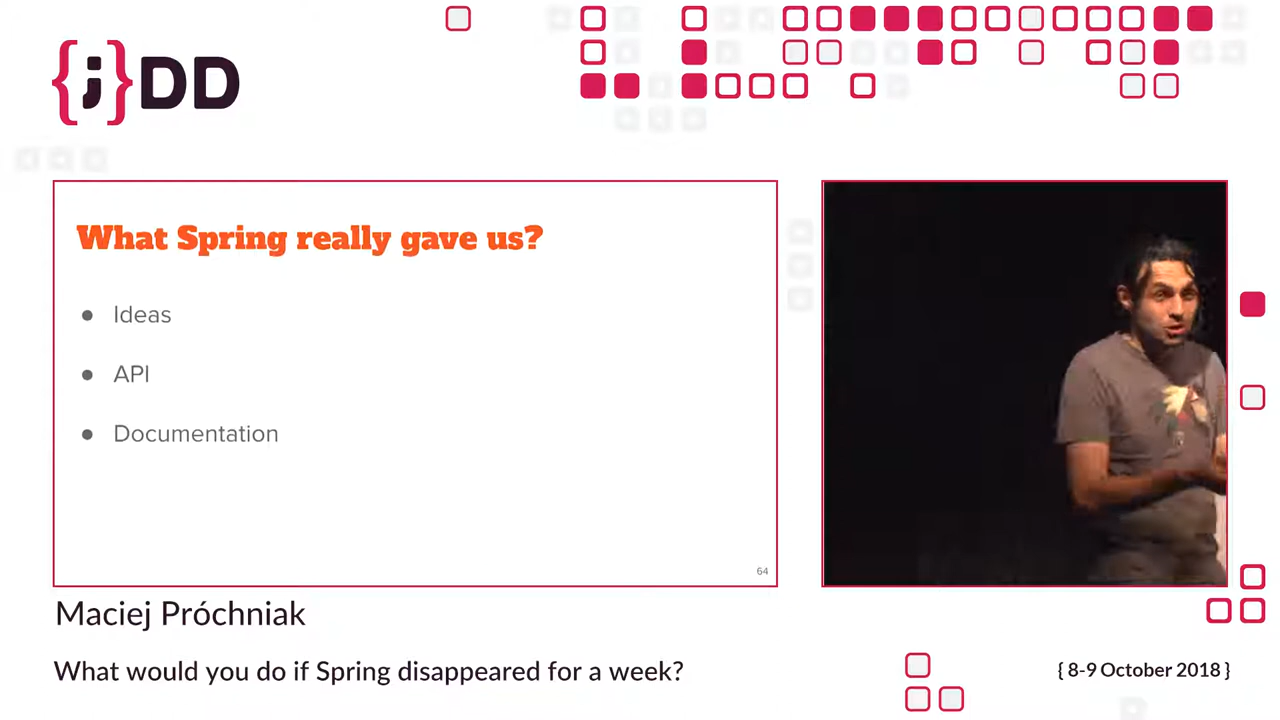 {j}DD
What Spring really gave us?
● Ideas
● API
● Documentation
64
Maciej Próchniak
What would you do if Spring disappeared for a week?
{ 8-9 October 2018 }